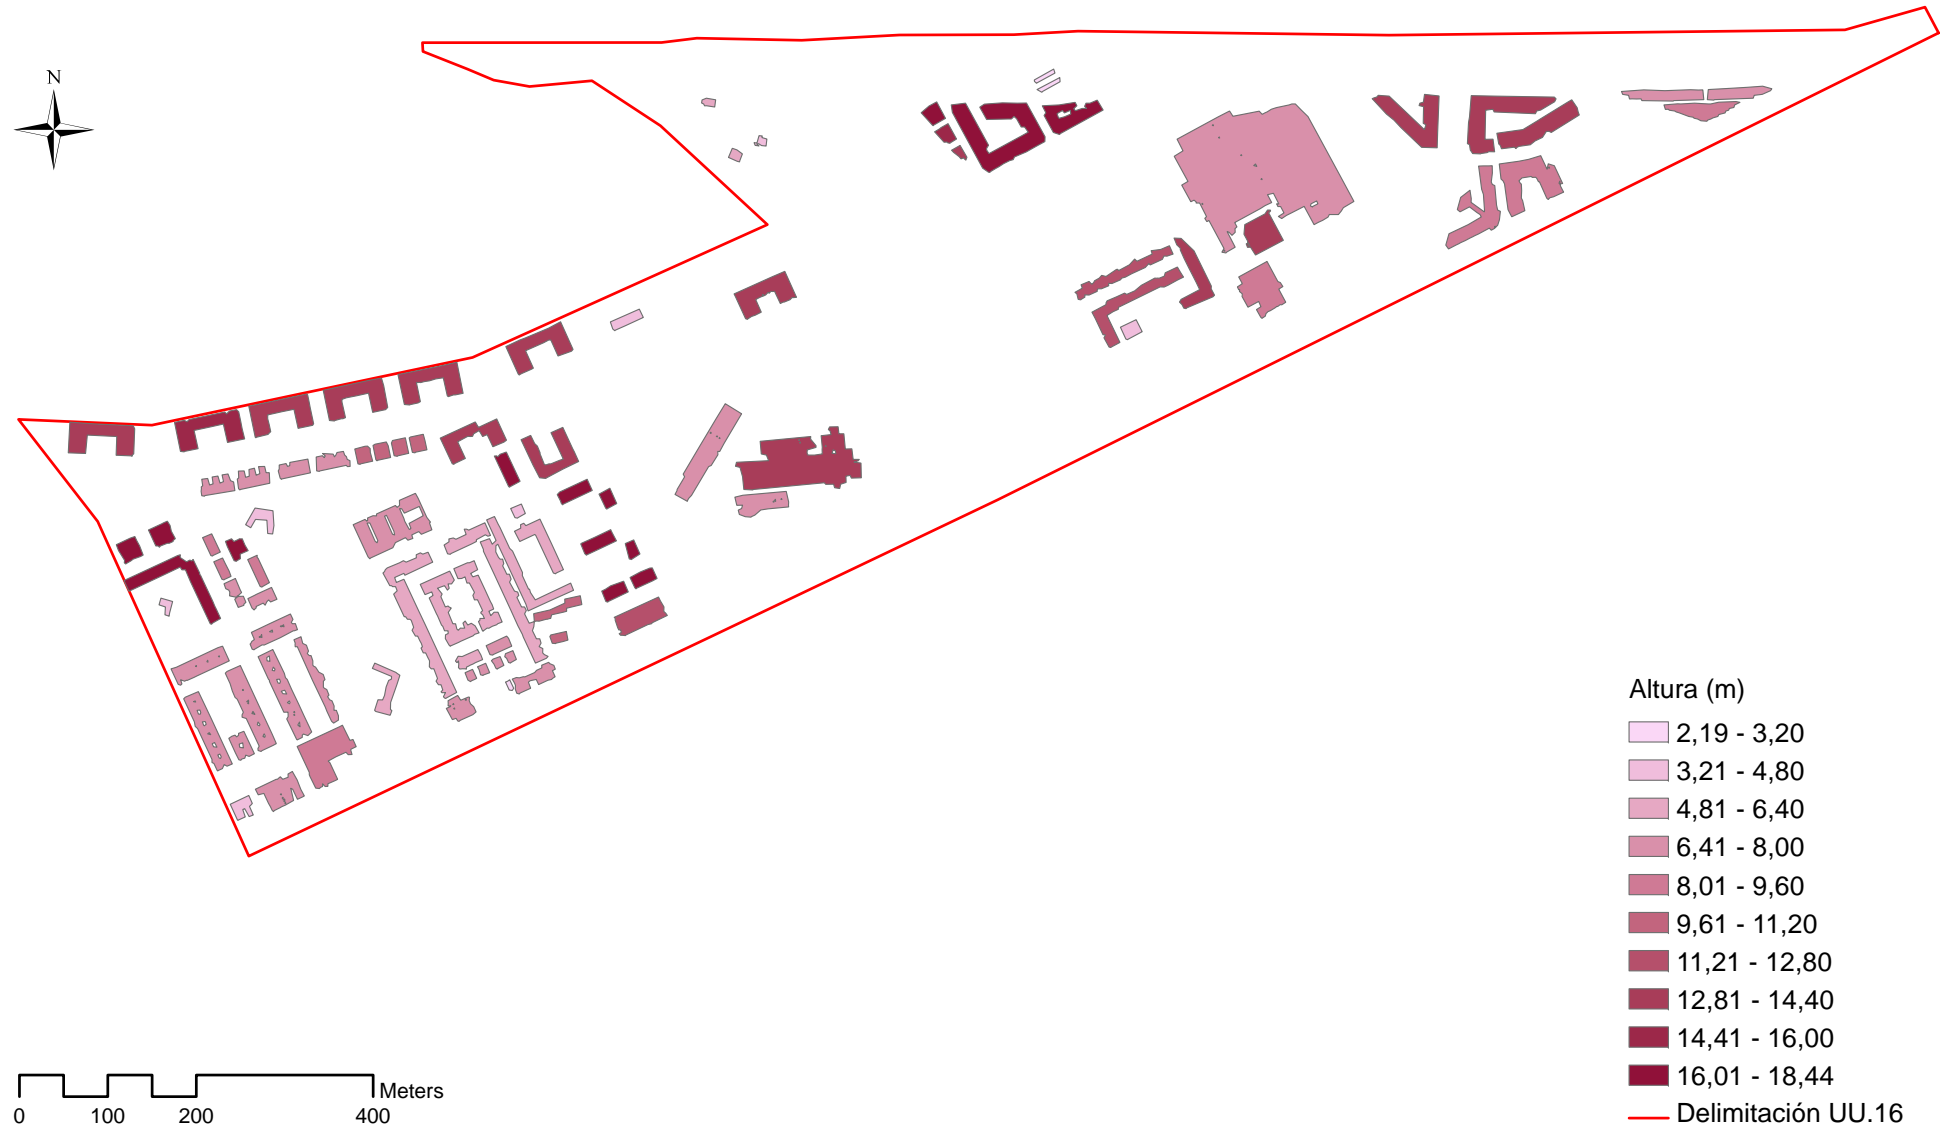 N
Altura (m)
2,19 - 3,20
3,21 - 4,80
4,81 - 6,40
6,41 - 8,00
8,01 - 9,60
9,61 - 11,20
11,21 - 12,80
12,81 - 14,40
14,41 - 16,00
16,01 - 18,44
Delimitación UU.16
Meters
0 100 200 400